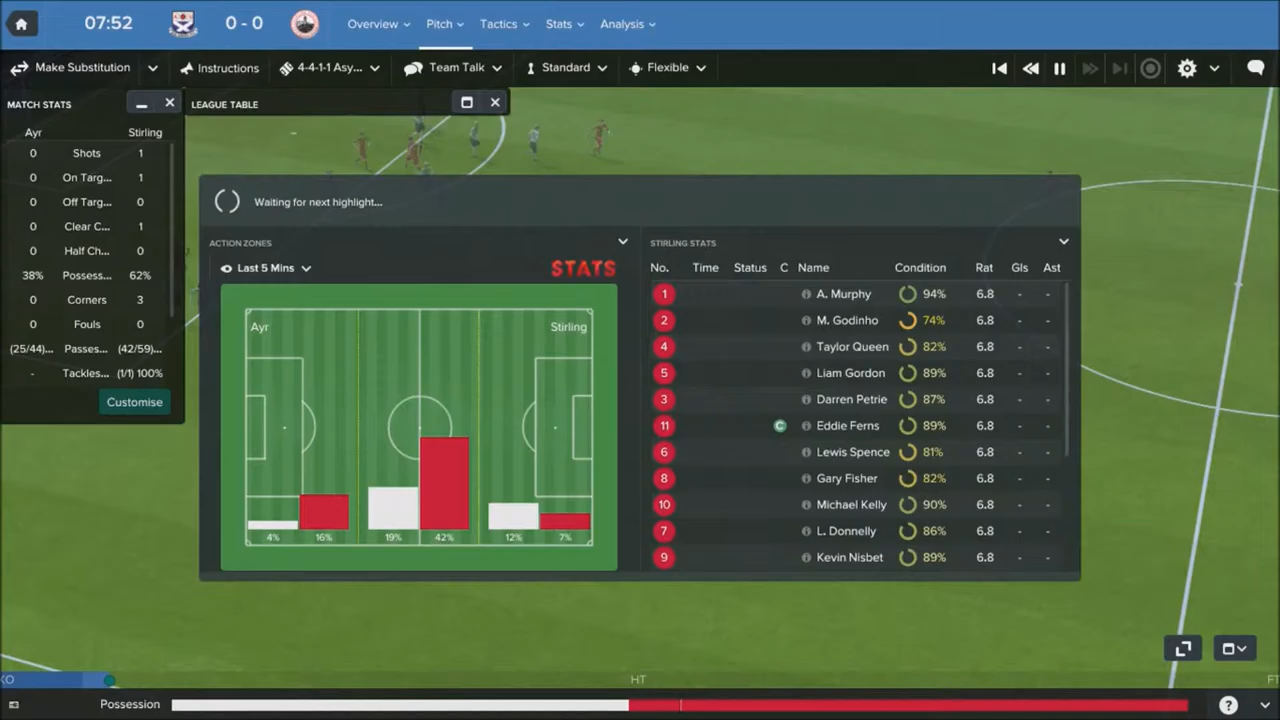 07:52 0 - 0 Overview Pitch Tactics Stats Analysis
Make Substitution Instructions 4-4-1-1 Asy... Team Talk Standard Flexible
MATCH STATS
LEAGUE TABLE
Ayr Stirling
0 Shots 1
0 On Targ... 1
0 Off Targ... 0
0 Clear C... 1
0 Half Ch... 0
38% Possess... 62%
0 Corners 3
0 Fouls 0
(25/44)... Passes... (42/59)...
- Tackles... (1/1) 100%
Customise
Waiting for next highlight...
ACTION ZONES
Last 5 Mins STATS
Ayr Stirling
4% 16% 19% 42% 12% 7%
STIRLING STATS
No. Time Status C Name Condition Rat Gls Ast
1 A. Murphy 94% 6.8 - -
2 M. Godinho 74% 6.8 - -
4 Taylor Queen 82% 6.8 - -
5 Liam Gordon 89% 6.8 - -
3 Darren Petrie 87% 6.8 - -
11 C Eddie Ferns 89% 6.8 - -
6 Lewis Spence 81% 6.8 - -
8 Gary Fisher 82% 6.8 - -
10 Michael Kelly 90% 6.8 - -
7 L. Donnelly 86% 6.8 - -
9 Kevin Nisbet 89% 6.8 - -
KO HT FT
Possession ?